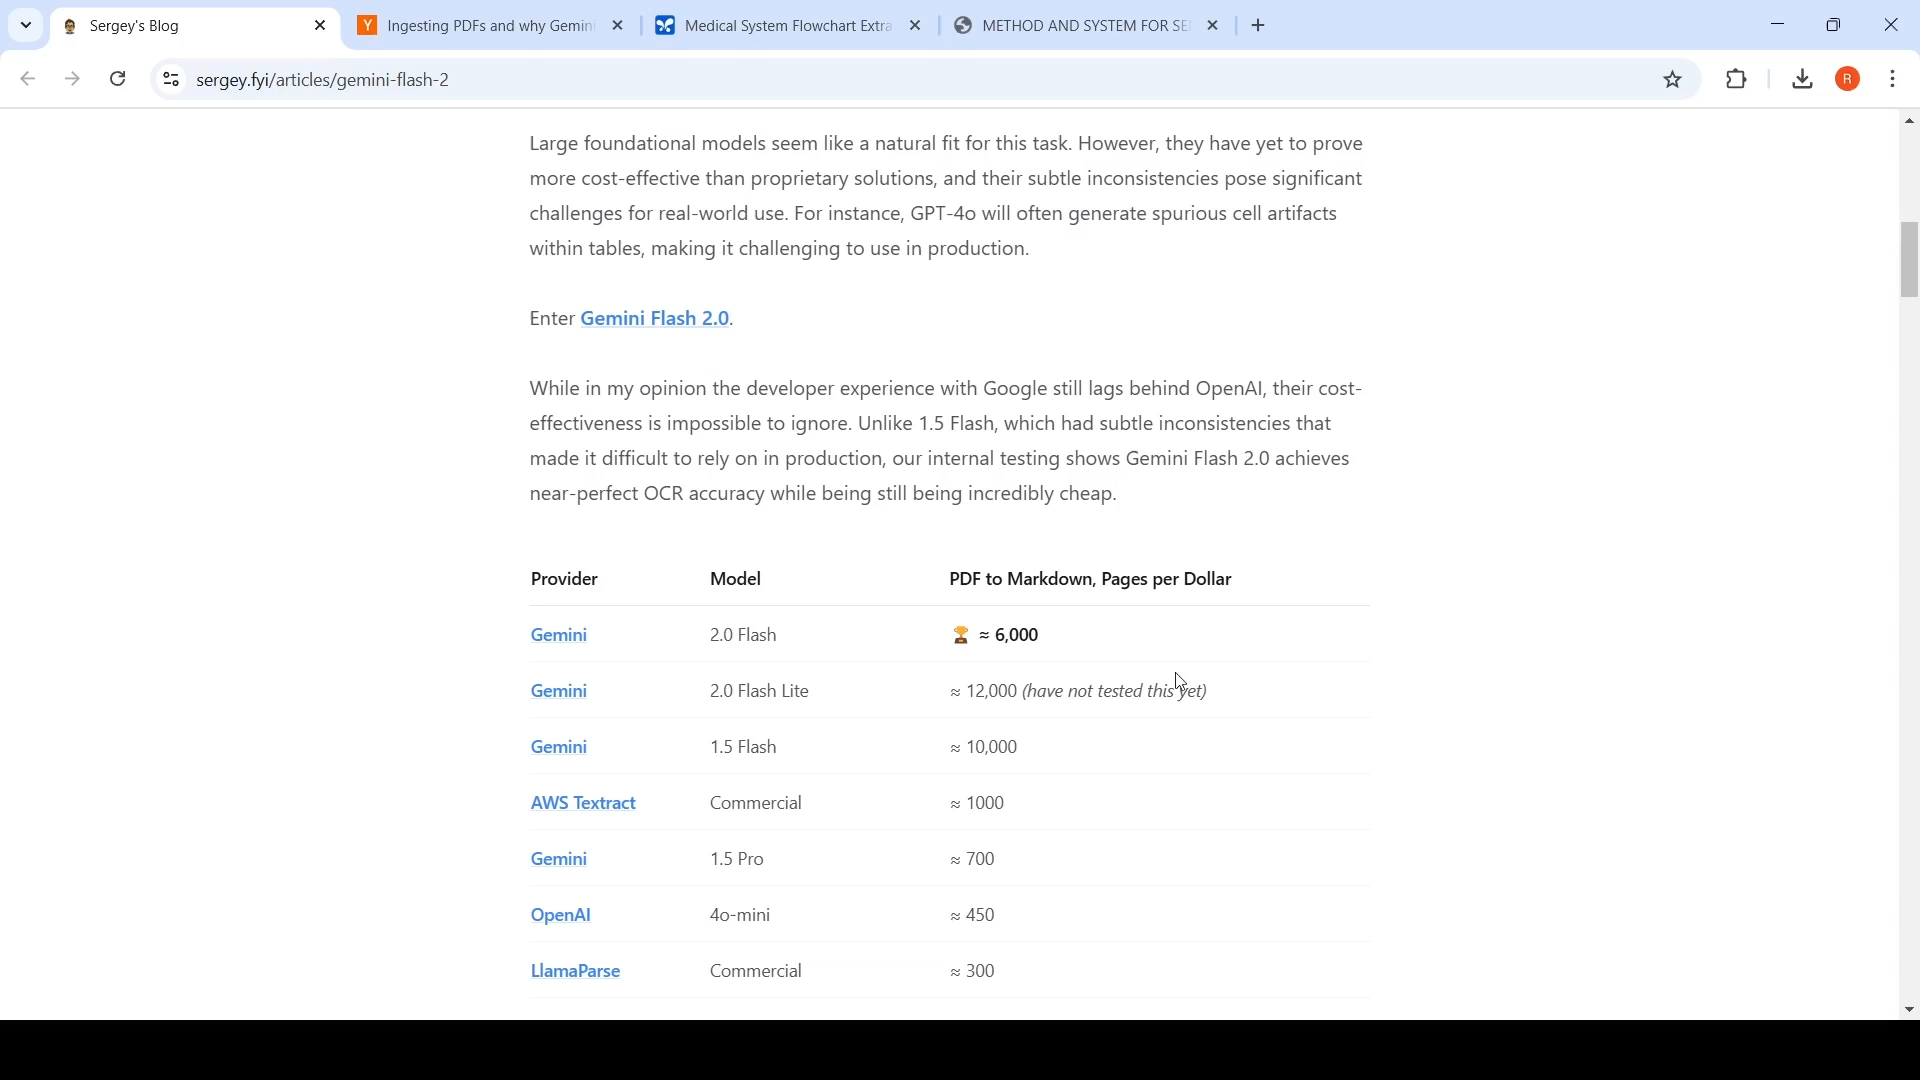 Sergey's Blog
Ingesting PDFs and why Gemini
Medical System Flowchart Extra
METHOD AND SYSTEM FOR SE
sergey.fyi/articles/gemini-flash-2
R
Large foundational models seem like a natural fit for this task. However, they have yet to prove
more cost-effective than proprietary solutions, and their subtle inconsistencies pose significant
challenges for real-world use. For instance, GPT-4o will often generate spurious cell artifacts
within tables, making it challenging to use in production.
Enter Gemini Flash 2.0.
While in my opinion the developer experience with Google still lags behind OpenAI, their cost-
effectiveness is impossible to ignore. Unlike 1.5 Flash, which had subtle inconsistencies that
made it difficult to rely on in production, our internal testing shows Gemini Flash 2.0 achieves
near-perfect OCR accuracy while being still being incredibly cheap.
Provider Model PDF to Markdown, Pages per Dollar
Gemini 2.0 Flash 🏆 ≈ 6,000
Gemini 2.0 Flash Lite ≈ 12,000 (have not tested this yet)
Gemini 1.5 Flash ≈ 10,000
AWS Textract Commercial ≈ 1000
Gemini 1.5 Pro ≈ 700
OpenAI 4o-mini ≈ 450
LlamaParse Commercial ≈ 300